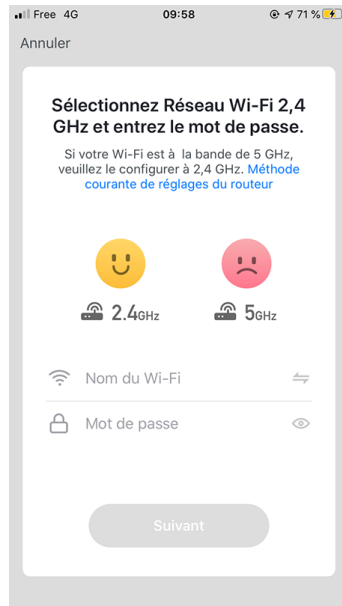 Free 4G 09:58 71 %
Annuler
Sélectionnez Réseau Wi-Fi 2,4
GHz et entrez le mot de passe.
Si votre Wi-Fi est à la bande de 5 GHz,
veuillez le configurer à 2,4 GHz. Méthode
courante de réglages du routeur
2.4GHz 5GHz
Nom du Wi-Fi
Mot de passe
Suivant